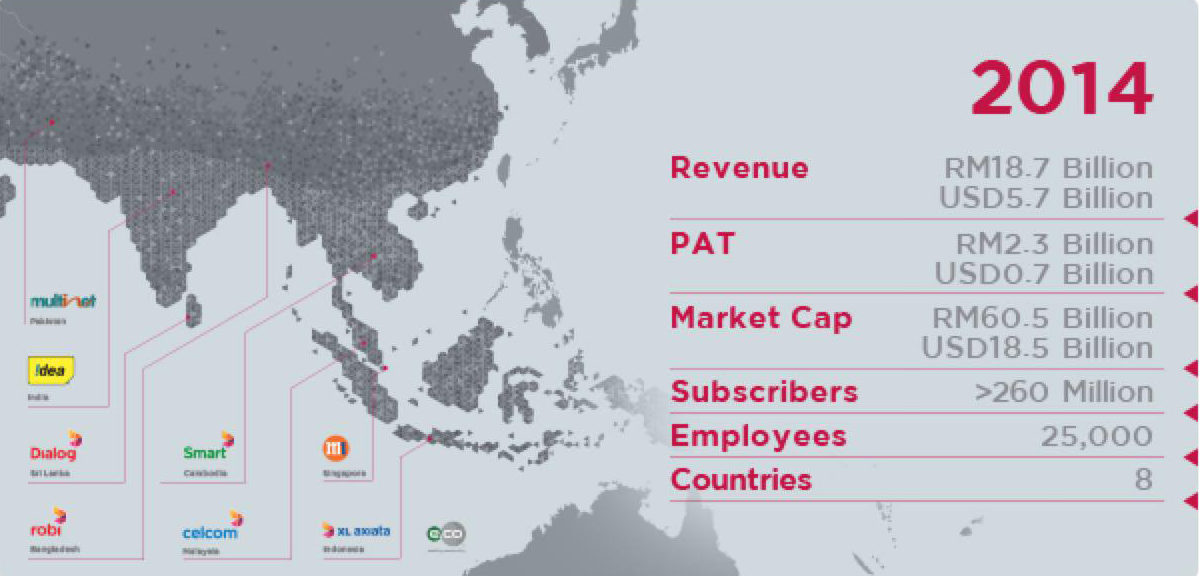 2014
Revenue RM18.7 Billion
USD5.7 Billion
PAT RM2.3 Billion
USD0.7 Billion
Market Cap RM60.5 Billion
USD18.5 Billion
Subscribers >260 Million
Employees 25,000
Countries 8
multinet
Pakistan
!dea
India
Dialog
Sri Lanka
Smart
Cambodia
M1
Singapore
robi
Bangladesh
celcom
Malaysia
XL axiata
Indonesia
eco